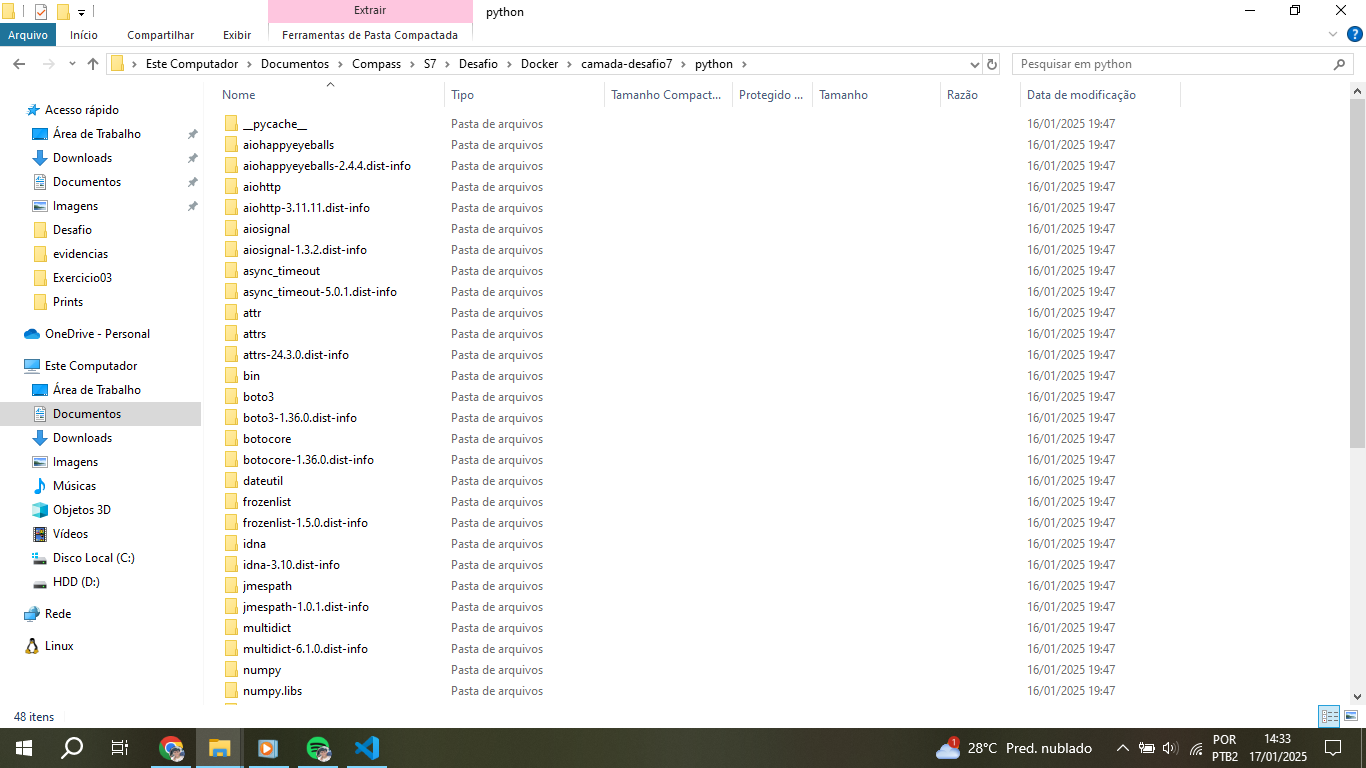 Extrair
python
Arquivo
Início
Compartilhar
Exibir
Ferramentas de Pasta Compactada
?
Este Computador > Documentos > Compass > S7 > Desafio > Docker > camada-desafio7 > python >
Pesquisar em python
Nome Tipo Tamanho Compact... Protegido ... Tamanho Razão Data de modificação
Acesso rápido
Área de Trabalho
Downloads
Documentos
Imagens
Desafio
evidencias
Exercicio03
Prints
OneDrive - Personal
Este Computador
Área de Trabalho
Documentos
Downloads
Imagens
Músicas
Objetos 3D
Vídeos
Disco Local (C:)
HDD (D:)
Rede
Linux
__pycache__ Pasta de arquivos 16/01/2025 19:47
aiohappyeyeballs Pasta de arquivos 16/01/2025 19:47
aiohappyeyeballs-2.4.4.dist-info Pasta de arquivos 16/01/2025 19:47
aiohttp Pasta de arquivos 16/01/2025 19:47
aiohttp-3.11.11.dist-info Pasta de arquivos 16/01/2025 19:47
aiosignal Pasta de arquivos 16/01/2025 19:47
aiosignal-1.3.2.dist-info Pasta de arquivos 16/01/2025 19:47
async_timeout Pasta de arquivos 16/01/2025 19:47
async_timeout-5.0.1.dist-info Pasta de arquivos 16/01/2025 19:47
attr Pasta de arquivos 16/01/2025 19:47
attrs Pasta de arquivos 16/01/2025 19:47
attrs-24.3.0.dist-info Pasta de arquivos 16/01/2025 19:47
bin Pasta de arquivos 16/01/2025 19:47
boto3 Pasta de arquivos 16/01/2025 19:47
boto3-1.36.0.dist-info Pasta de arquivos 16/01/2025 19:47
botocore Pasta de arquivos 16/01/2025 19:47
botocore-1.36.0.dist-info Pasta de arquivos 16/01/2025 19:47
dateutil Pasta de arquivos 16/01/2025 19:47
frozenlist Pasta de arquivos 16/01/2025 19:47
frozenlist-1.5.0.dist-info Pasta de arquivos 16/01/2025 19:47
idna Pasta de arquivos 16/01/2025 19:47
idna-3.10.dist-info Pasta de arquivos 16/01/2025 19:47
jmespath Pasta de arquivos 16/01/2025 19:47
jmespath-1.0.1.dist-info Pasta de arquivos 16/01/2025 19:47
multidict Pasta de arquivos 16/01/2025 19:47
multidict-6.1.0.dist-info Pasta de arquivos 16/01/2025 19:47
numpy Pasta de arquivos 16/01/2025 19:47
numpy.libs Pasta de arquivos 16/01/2025 19:47
48 itens
1
28°C Pred. nublado
POR
PTB2
14:33
17/01/2025